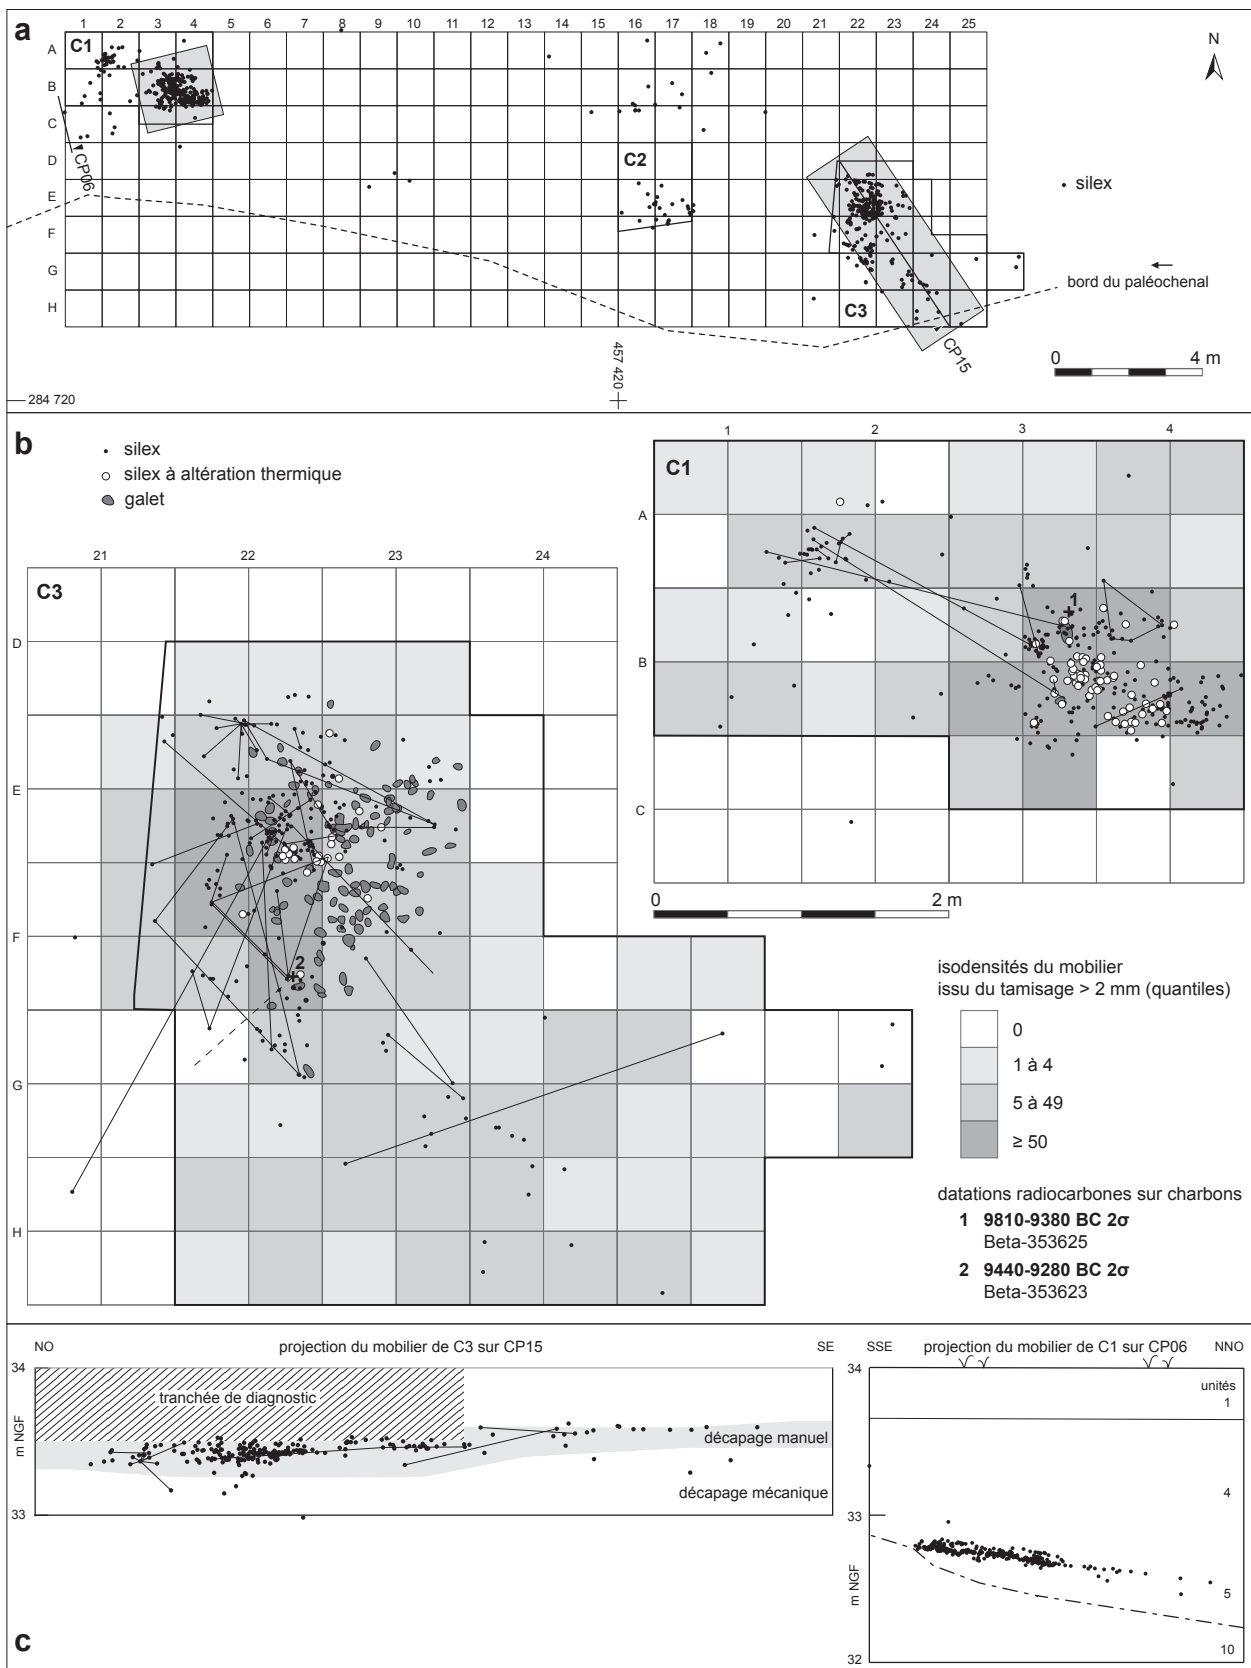 a
1 2 3 4 5 6 7 8 9 10 11 12 13 14 15 16 17 18 19 20 21 22 23 24 25
A
B
C
D
E
F
G
H
C1
C2
C3
CP06
CP15
N
silex
bord du paléochenal
0 4 m
457 420
284 720
b
silex
silex à altération thermique
galet
C1
1 2 3 4
A
B
C
1
0 2 m
C3
21 22 23 24
D
E
F
G
H
2
isodensités du mobilier
issu du tamisage > 2 mm (quantiles)
0
1 à 4
5 à 49
≥ 50
datations radiocarbones sur charbons
1 9810-9380 BC 2σ
Beta-353625
2 9440-9280 BC 2σ
Beta-353623
c
NO projection du mobilier de C3 sur CP15 SE
34
m NGF
33
tranchée de diagnostic
décapage manuel
décapage mécanique
SSE projection du mobilier de C1 sur CP06 NNO
34
33
m NGF
32
unités
1
4
5
10